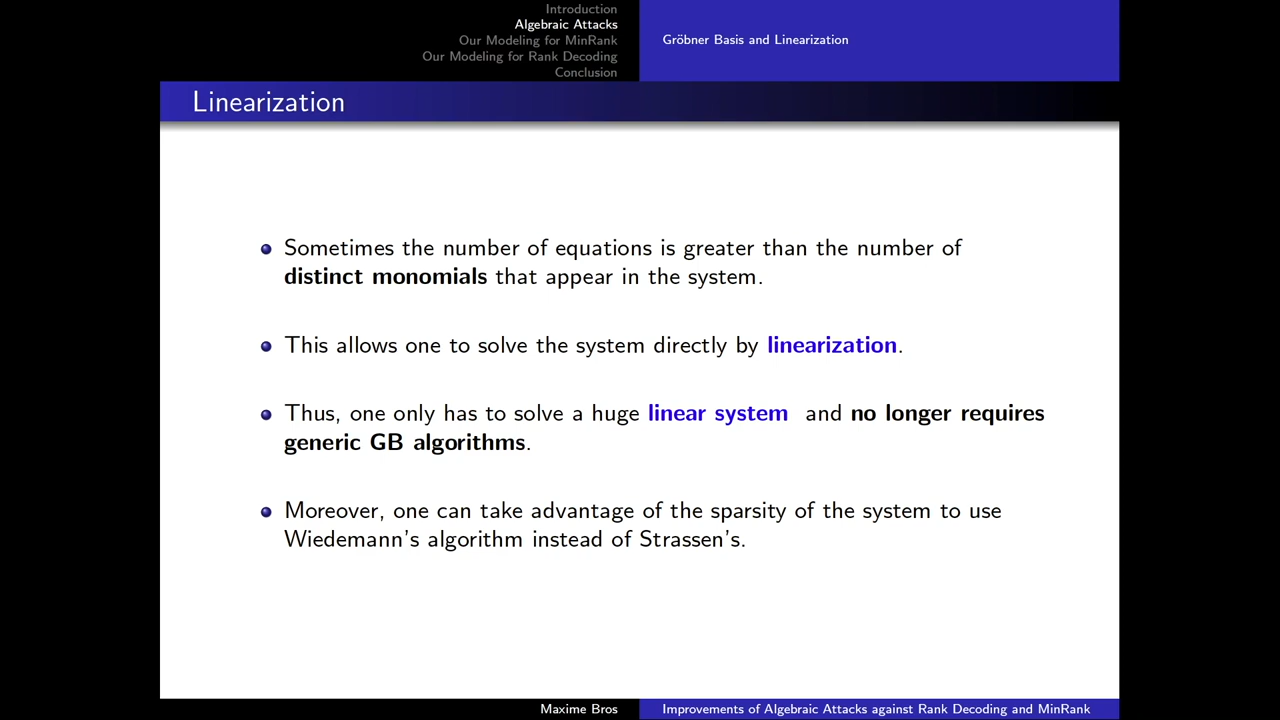 Introduction
Algebraic Attacks
Our Modeling for MinRank
Our Modeling for Rank Decoding
Conclusion
Gröbner Basis and Linearization
Linearization
Sometimes the number of equations is greater than the number of
distinct monomials that appear in the system.
This allows one to solve the system directly by linearization.
Thus, one only has to solve a huge linear system and no longer requires
generic GB algorithms.
Moreover, one can take advantage of the sparsity of the system to use
Wiedemann's algorithm instead of Strassen's.
Maxime Bros
Improvements of Algebraic Attacks against Rank Decoding and MinRank